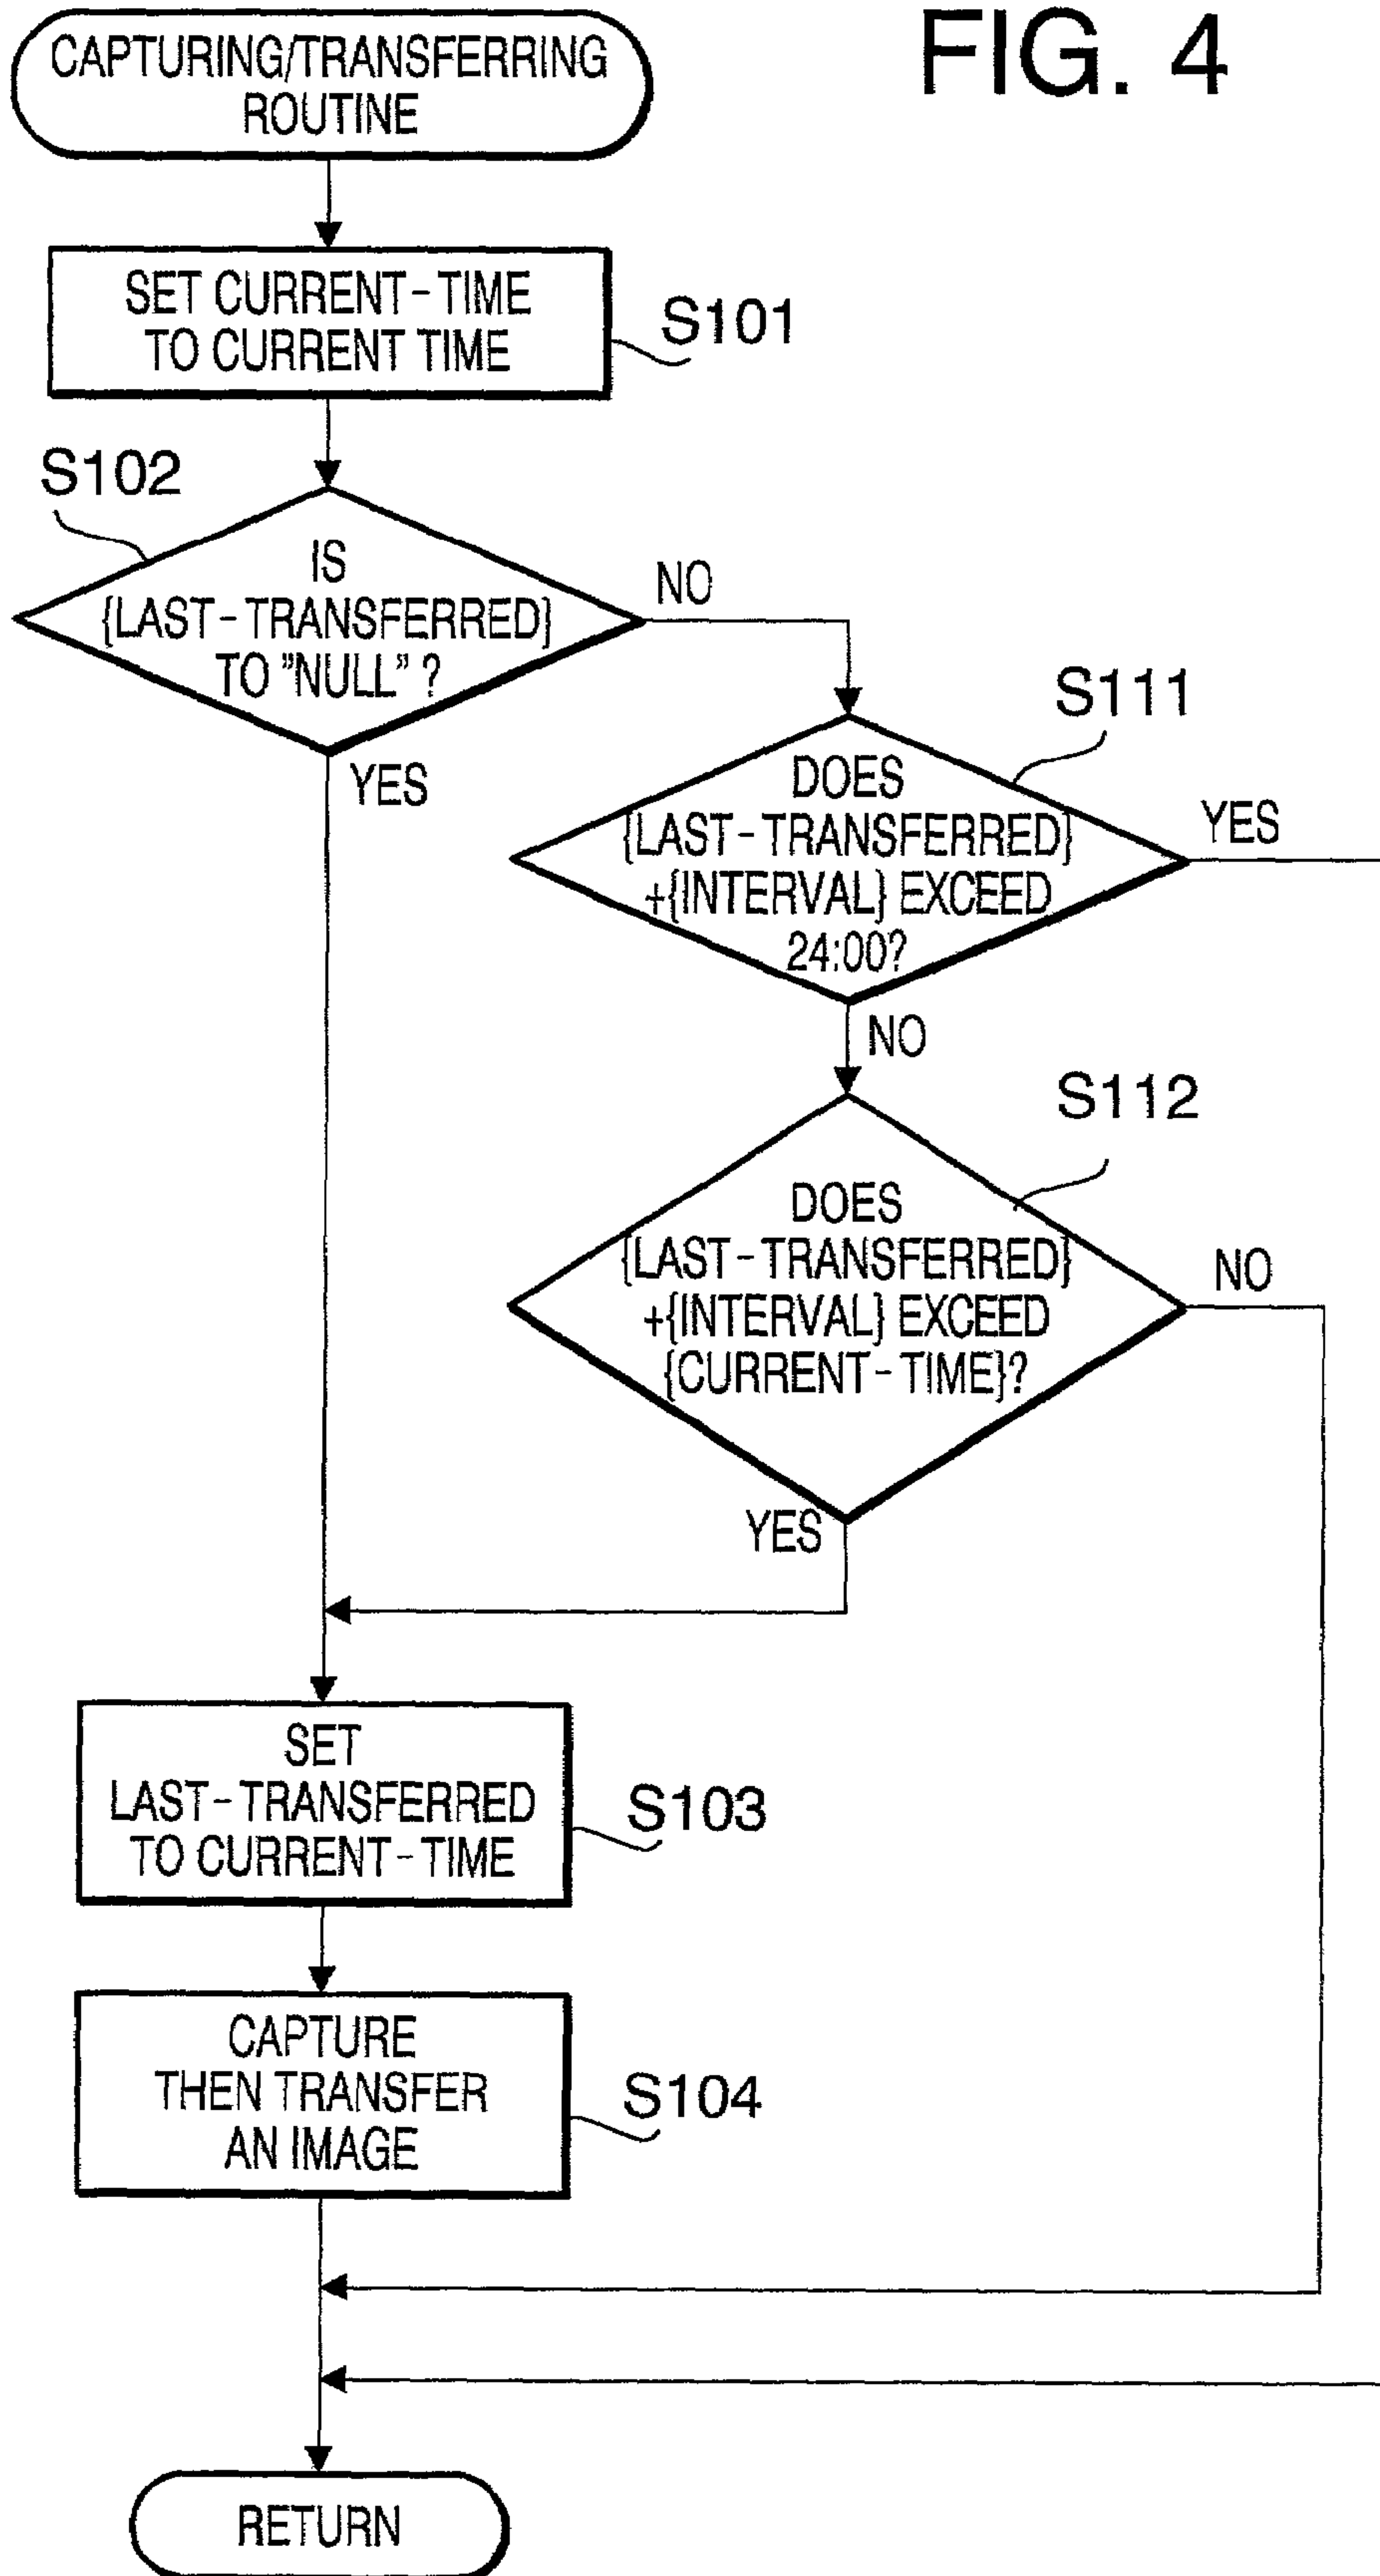 FIG. 4
CAPTURING/TRANSFERRING
ROUTINE
SET CURRENT-TIME
TO CURRENT TIME
S101
S102
IS
{LAST-TRANSFERRED}
TO "NULL" ?
NO
YES
S111
DOES
{LAST-TRANSFERRED}
+{INTERVAL} EXCEED
24:00?
YES
NO
S112
DOES
{LAST-TRANSFERRED}
+{INTERVAL} EXCEED
{CURRENT-TIME}?
NO
YES
SET
LAST-TRANSFERRED
TO CURRENT-TIME
S103
CAPTURE
THEN TRANSFER
AN IMAGE
S104
RETURN